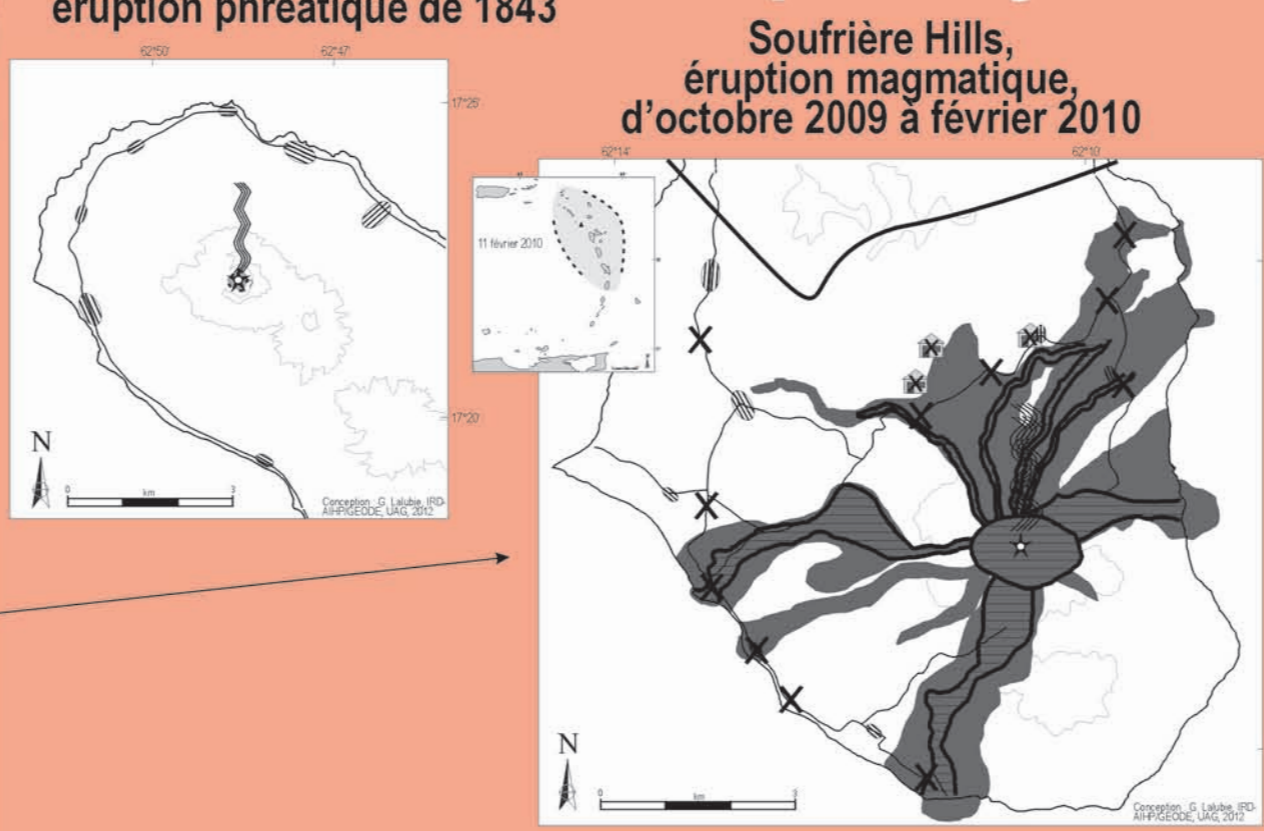 éruption phréatique de 1843
62°50'
62°47'
17°25'
17°20'
N
0
km
3
Conception : G. Lalubie, IRD-
AIHP/GEODE, UAG, 2012
Soufrière Hills,
éruption magmatique,
d'octobre 2009 à février 2010
62°14'
62°10'
11 février 2010
N
0
km
3
Conception : G. Lalubie, IRD-
AIHP/GEODE, UAG, 2012